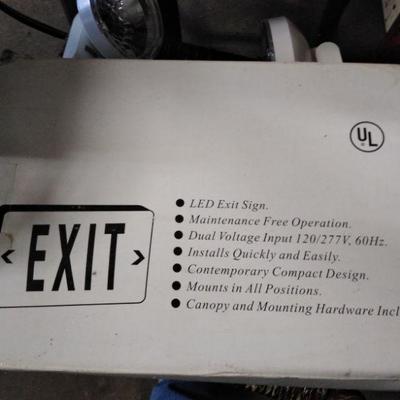 UL
LED Exit Sign.
Maintenance Free Operation.
Dual Voltage Input 120/277V, 60Hz.
Installs Quickly and Easily.
Contemporary Compact Design.
Mounts in All Positions.
Canopy and Mounting Hardware Incl
EXIT